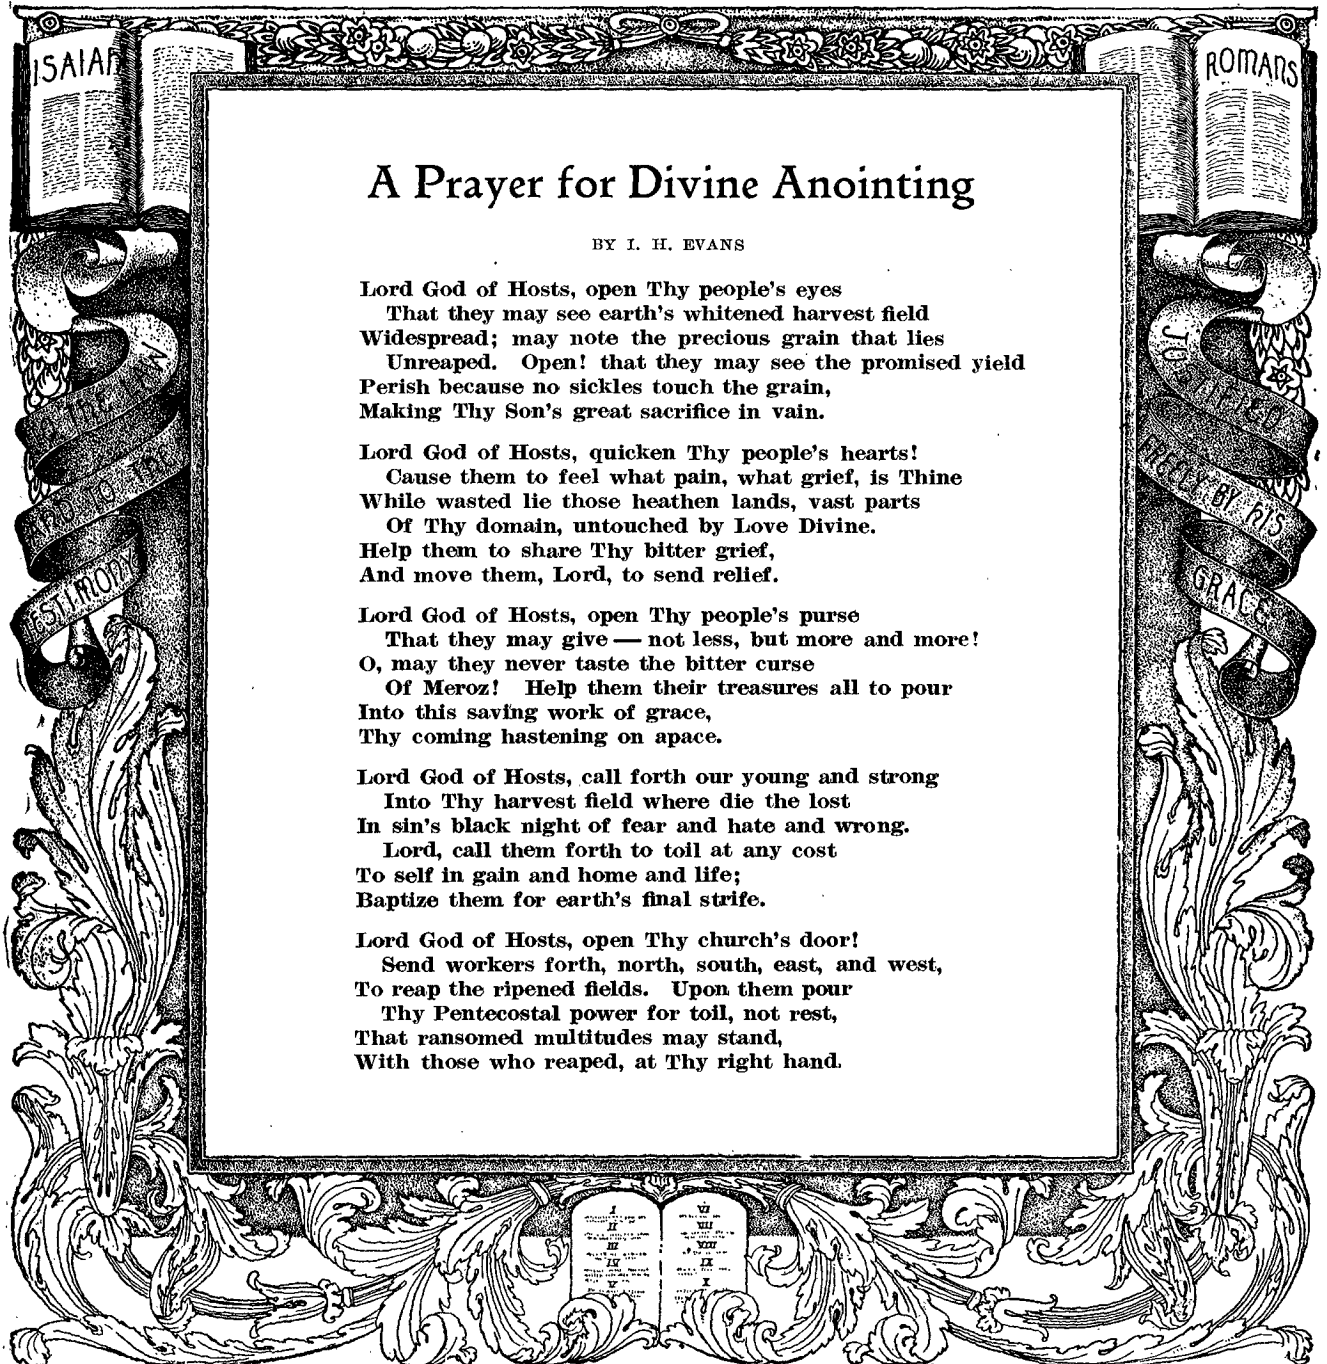 ISAIAH
ROMANS
A Prayer for Divine Anointing
BY I. H. EVANS
Lord God of Hosts, open Thy people's eyes
That they may see earth's whitened harvest field
Widespread; may note the precious grain that lies
Unreaped. Open! that they may see the promised yield
Perish because no sickles touch the grain,
Making Thy Son's great sacrifice in vain.
Lord God of Hosts, quicken Thy people's hearts!
Cause them to feel what pain, what grief, is Thine
While wasted lie those heathen lands, vast parts
Of Thy domain, untouched by Love Divine.
Help them to share Thy bitter grief,
And move them, Lord, to send relief.
Lord God of Hosts, open Thy people's purse
That they may give — not less, but more and more!
O, may they never taste the bitter curse
Of Meroz! Help them their treasures all to pour
Into this saving work of grace,
Thy coming hastening on apace.
Lord God of Hosts, call forth our young and strong
Into Thy harvest field where die the lost
In sin's black night of fear and hate and wrong.
Lord, call them forth to toil at any cost
To self in gain and home and life;
Baptize them for earth's final strife.
Lord God of Hosts, open Thy church's door!
Send workers forth, north, south, east, and west,
To reap the ripened fields. Upon them pour
Thy Pentecostal power for toil, not rest,
That ransomed multitudes may stand,
With those who reaped, at Thy right hand.
TO THE LAW
AND TO THE
TESTIMONY
JUSTIFIED
FREELY BY HIS
GRACE
I
II
III
IV
V
VI
VII
VIII
IX
X